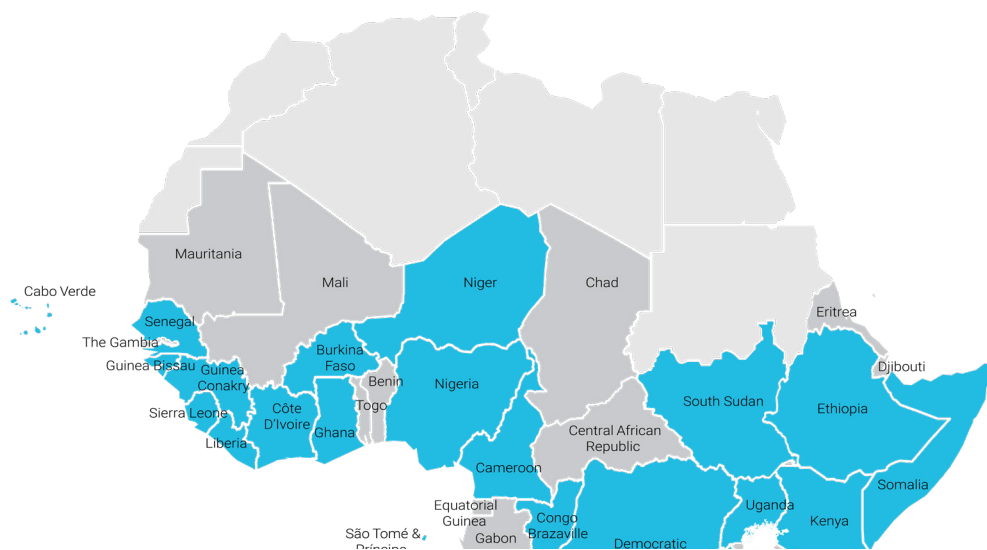 Mauritania
Mali
Niger
Chad
Cabo Verde
Eritrea
Senegal
The Gambia
Burkina
Faso
Guinea Bissau
Guinea
Conakry
Djibouti
Benin
Nigeria
Togo
South Sudan
Ethiopia
Sierra Leone
Côte
D'Ivoire
Ghana
Central African
Republic
Liberia
Cameroon
Somalia
Equatorial
Guinea
Uganda
Congo
Brazaville
Kenya
Gabon
São Tomé &
Príncipe
Democratic